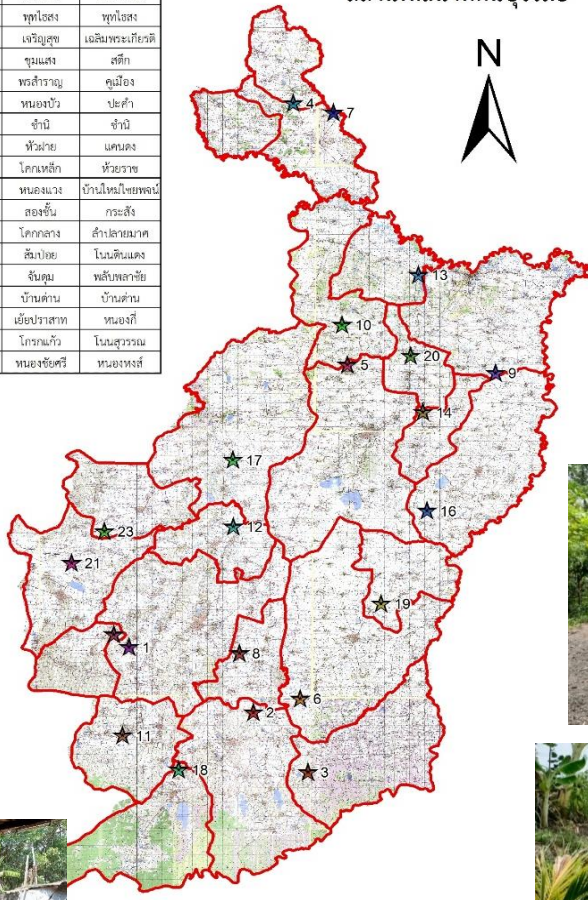 พุทไธสง พุทไธสง
เจริญสุข เฉลิมพระเกียรติ
ชุมแสง สตึก
พรสำราญ คูเมือง
หนองบัว ปะคำ
ชำนิ ชำนิ
หัวฝาย แคนดง
โคกเหล็ก ห้วยราช
หนองแวง บ้านใหม่ไชยพจน์
สองชั้น กระสัง
โคกกลาง ลำปลายมาศ
ส้มป่อย โนนดินแดง
จันดุม พลับพลาชัย
บ้านด่าน บ้านด่าน
เย้ยปราสาท หนองกี่
โกรกแก้ว โนนสุวรรณ
หนองชัยศรี หนองหงส์
N
4
7
13
10
5
20
9
14
17
16
12
23
21
19
1
8
6
2
11
18
3